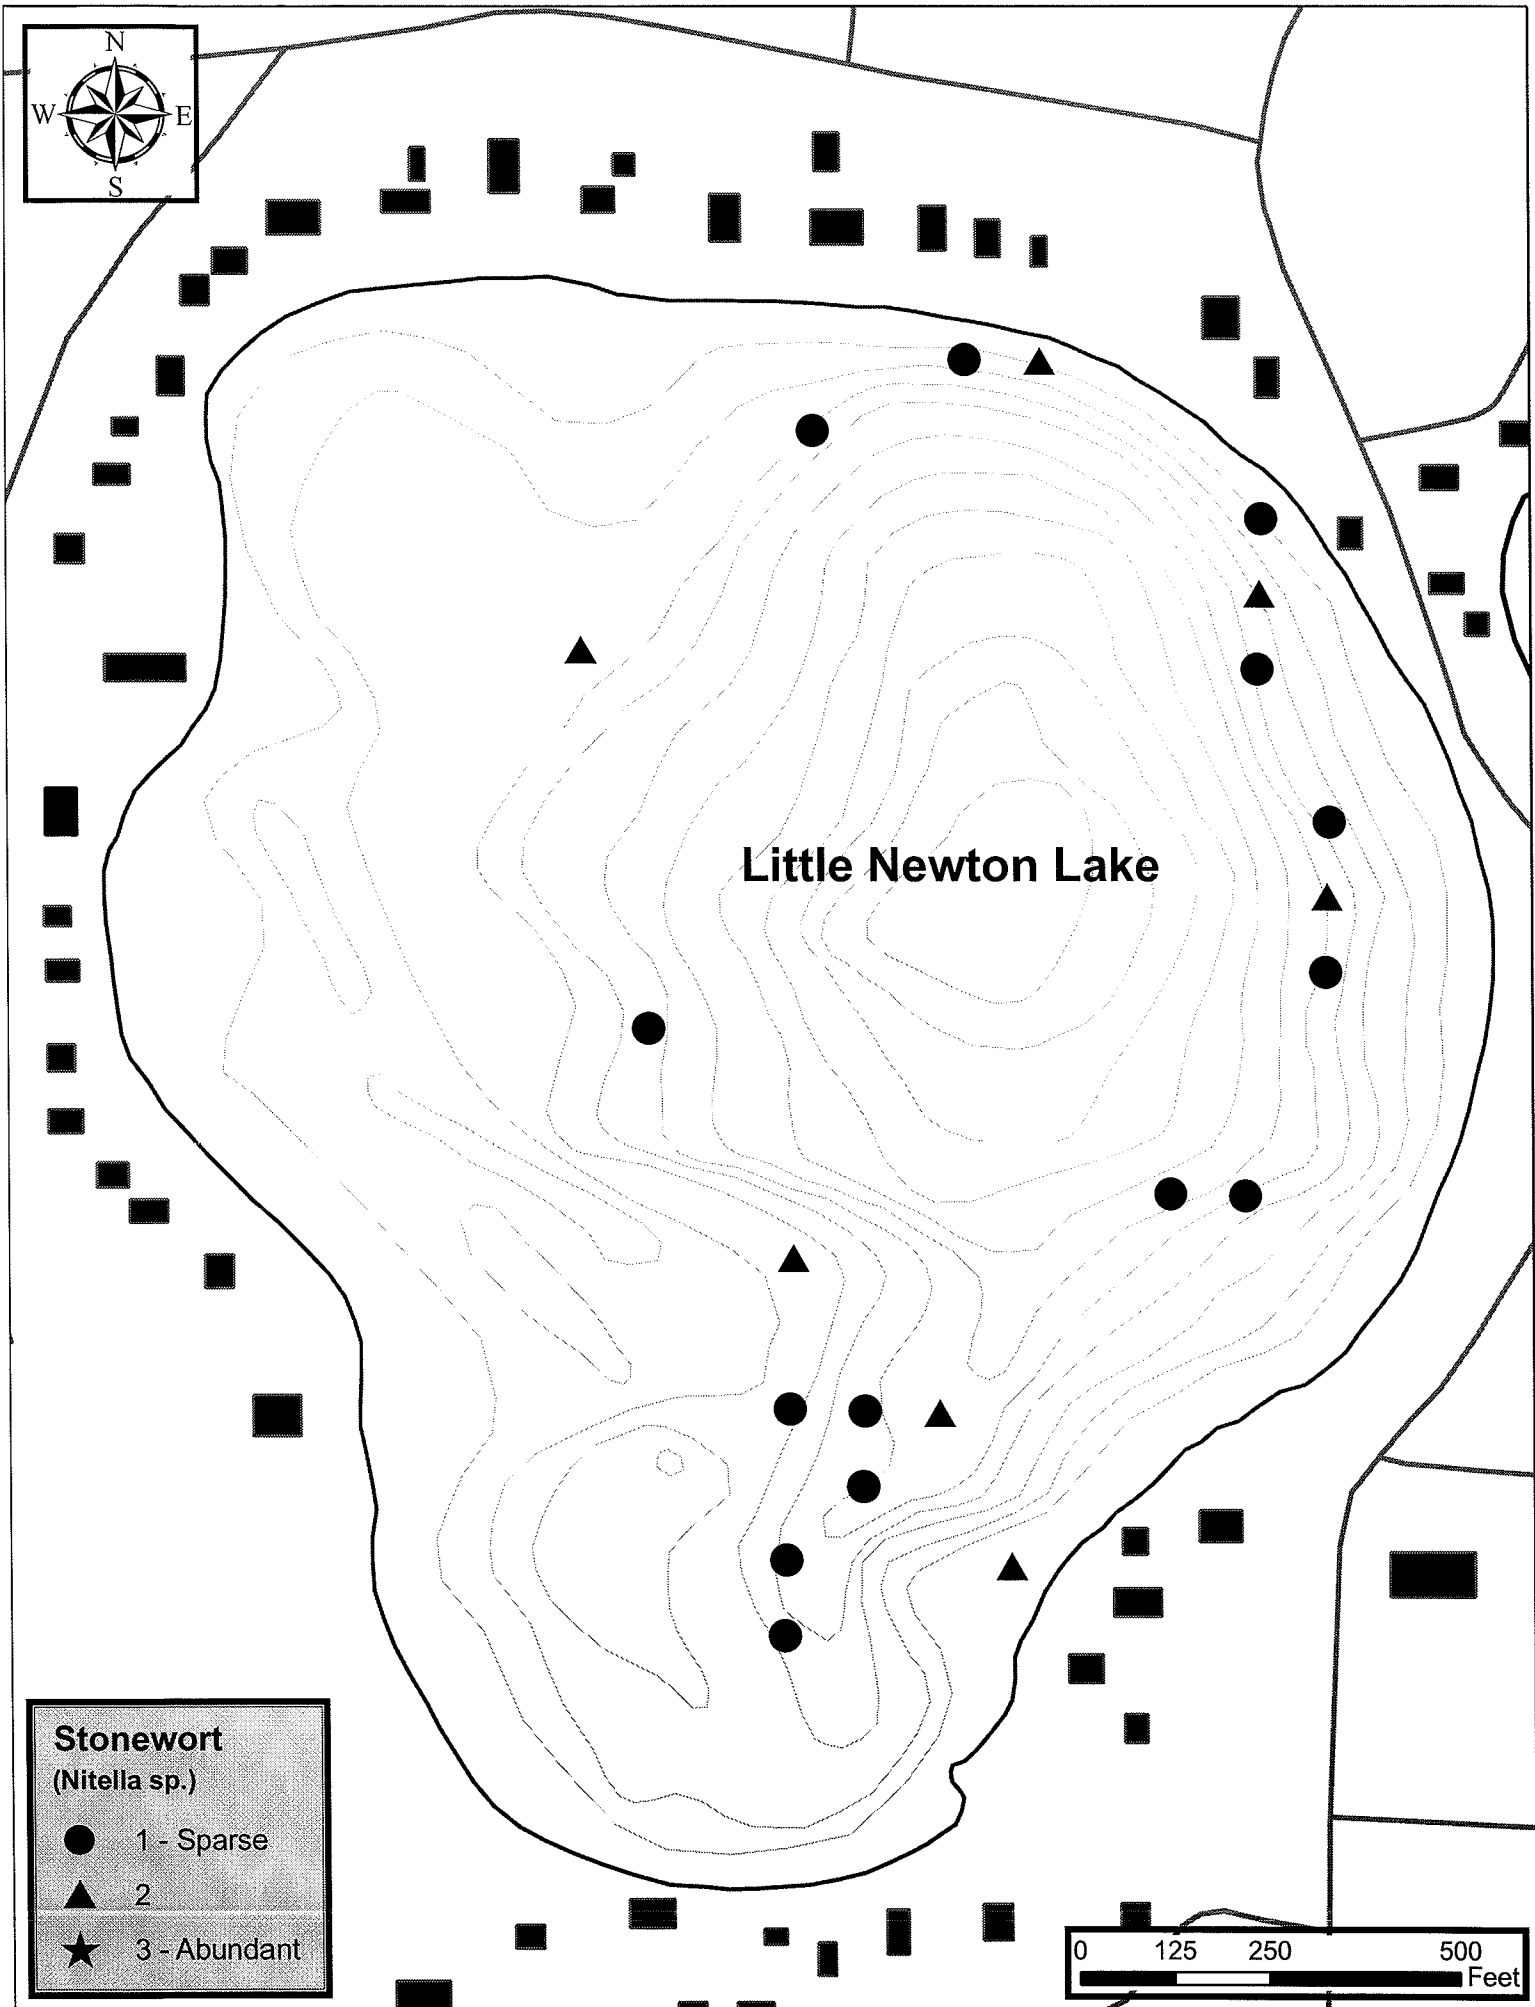 N
W E
S
Little Newton Lake
Stonewort
(Nitella sp.)
1 - Sparse
2
3 - Abundant
0 125 250 500
Feet